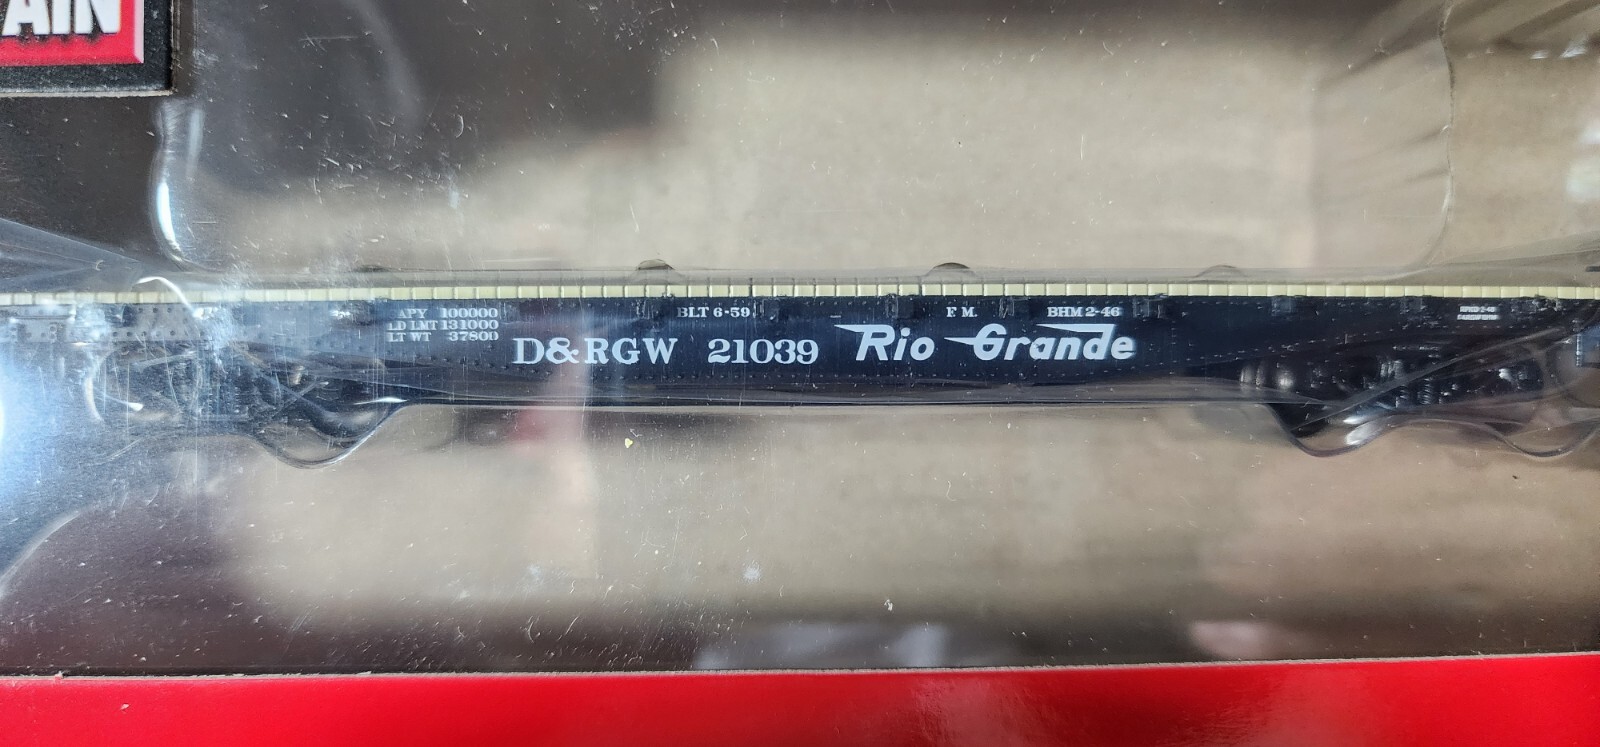 AIN
APY 100000
LD LMT 131000
LT WT 37800
BLT 6-59
F M.
BHM 2-46
D&RGW 21039 Rio Grande